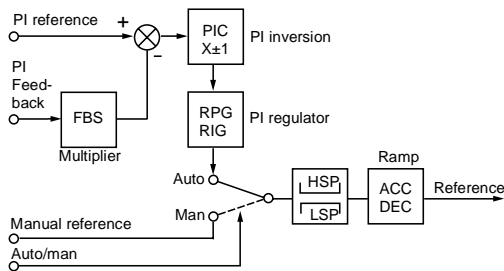 PI reference
+
−
PIC
X±1
PI inversion
PI
Feed-
back
FBS
Multiplier
RPG
RIG
PI regulator
Auto
Man
HSP
LSP
Ramp
ACC
DEC
Reference
Manual reference
Auto/man